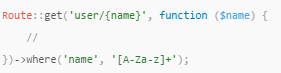 Route::get('user/{name}', function ($name) {
//
})->where('name', '[A-Za-z]+');